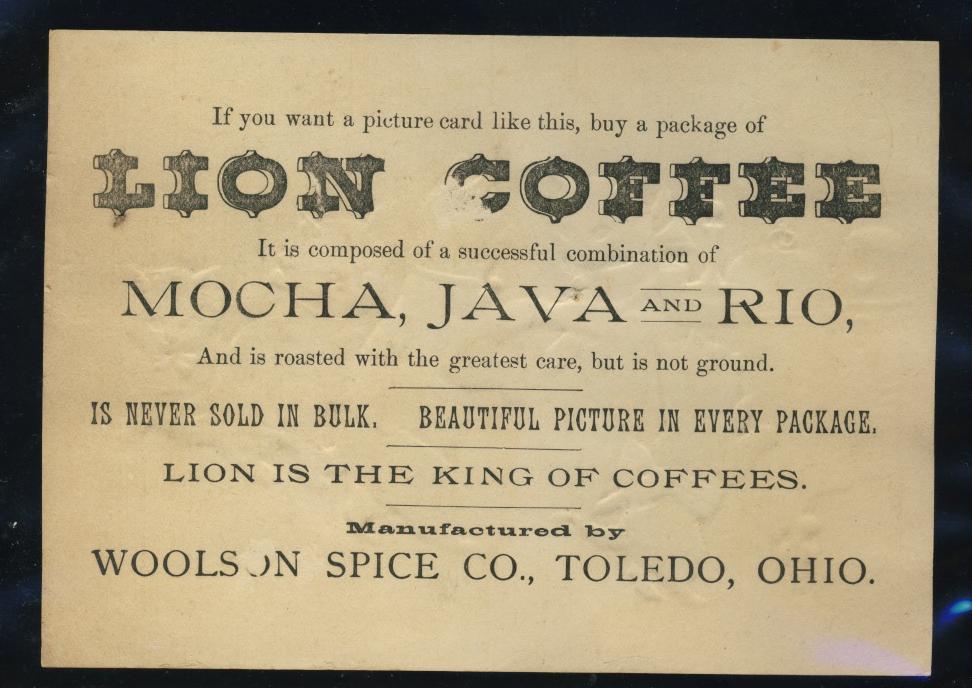 If you want a picture card like this, buy a package of
LION COFFEE
It is composed of a successful combination of
MOCHA, JAVA AND RIO,
And is roasted with the greatest care, but is not ground.
IS NEVER SOLD IN BULK. BEAUTIFUL PICTURE IN EVERY PACKAGE.
LION IS THE KING OF COFFEES.
Manufactured by
WOOLSON SPICE CO., TOLEDO, OHIO.